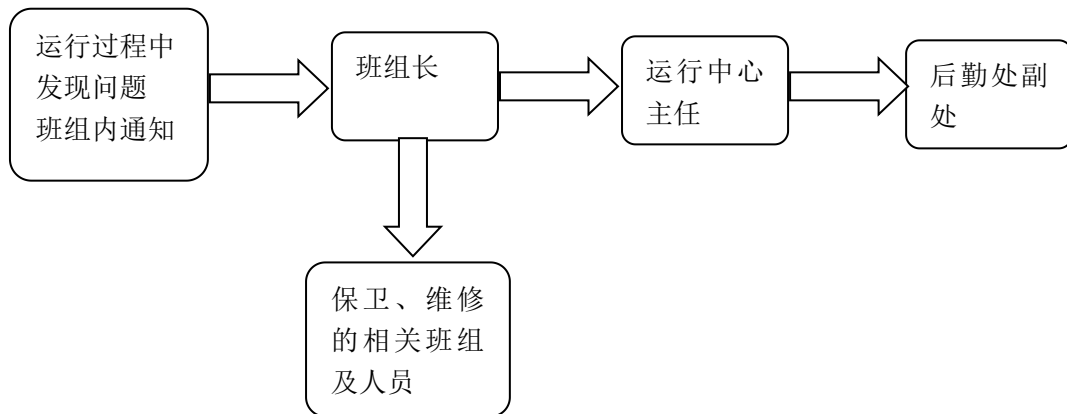 运行过程中
发现问题
班组内通知
班组长
运行中心
主任
后勤处副
处
保卫、维修
的相关班组
及人员